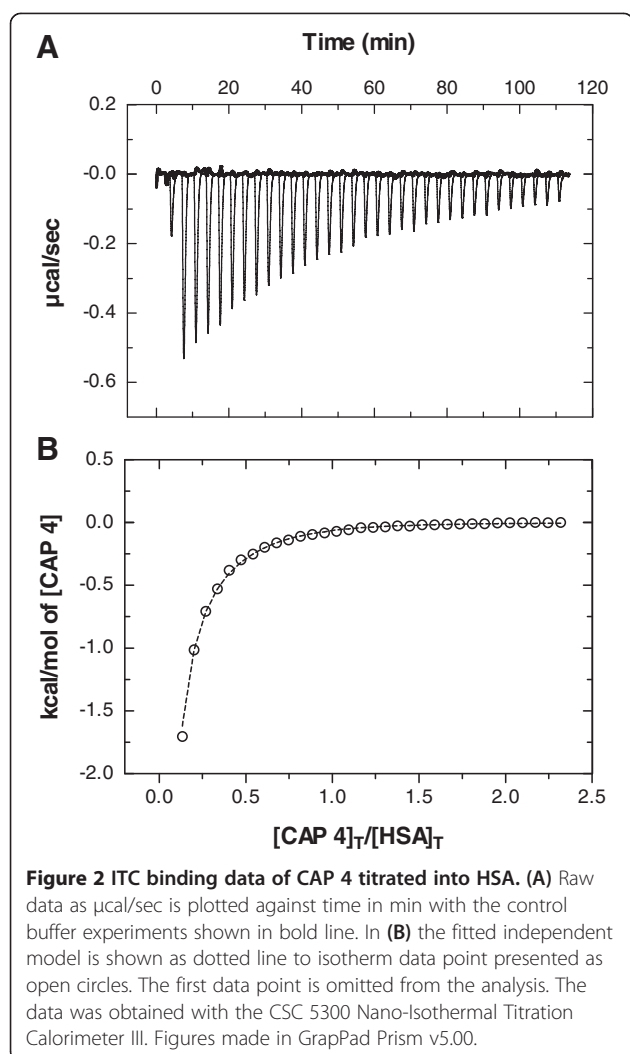 A
Time (min)
0 20 40 60 80 100 120
0.2
-0.0
-0.2
-0.4
-0.6
µcal/sec
B
0.5
0.0
-0.5
-1.0
-1.5
-2.0
kcal/mol of [CAP 4]
0.0 0.5 1.0 1.5 2.0 2.5
[CAP 4]T/[HSA]T
Figure 2 ITC binding data of CAP 4 titrated into HSA. (A) Raw
data as µcal/sec is plotted against time in min with the control
buffer experiments shown in bold line. In (B) the fitted independent
model is shown as dotted line to isotherm data point presented as
open circles. The first data point is omitted from the analysis. The
data was obtained with the CSC 5300 Nano-Isothermal Titration
Calorimeter III. Figures made in GrapPad Prism v5.00.